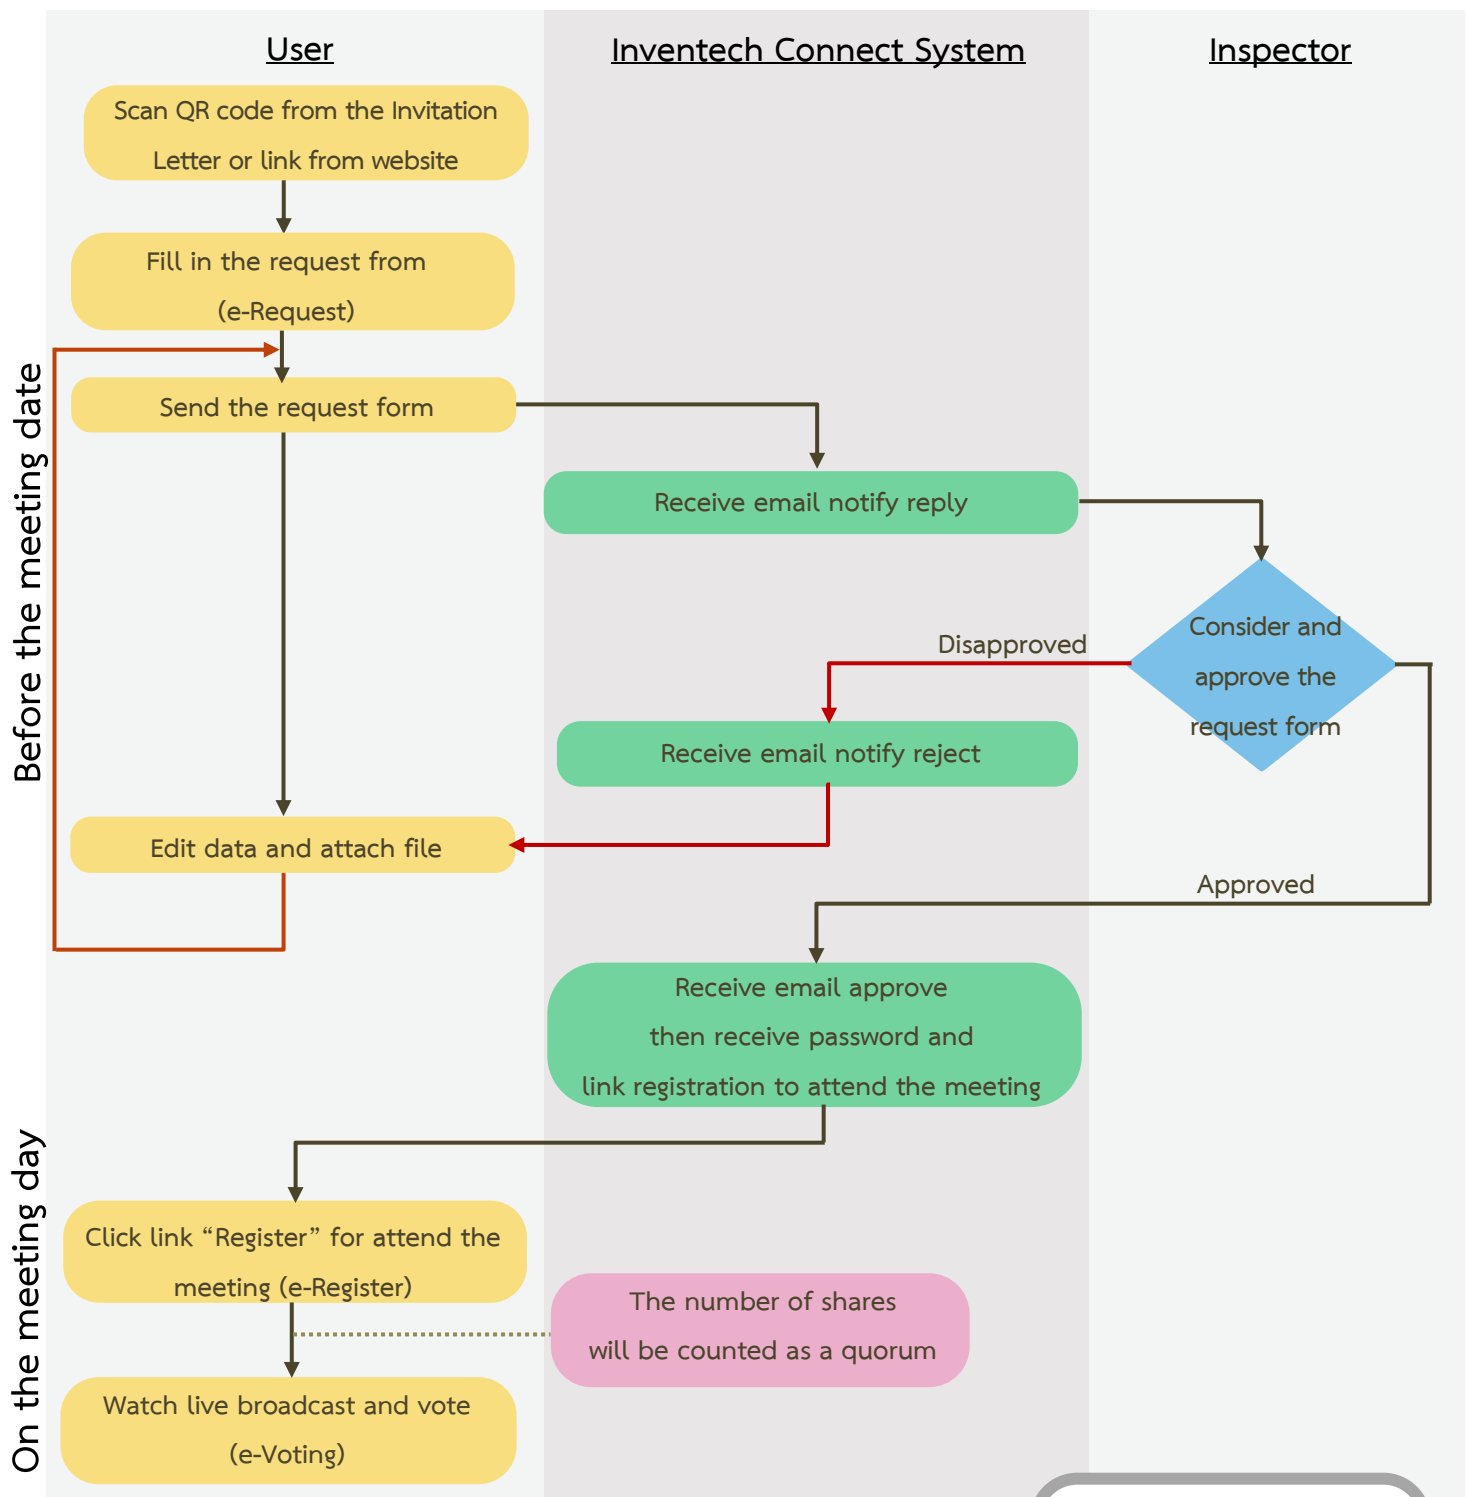 User
Inventech Connect System
Inspector
Scan QR code from the Invitation
Letter or link from website
Fill in the request from
(e-Request)
Send the request form
Receive email notify reply
Consider and
approve the
request form
Disapproved
Receive email notify reject
Edit data and attach file
Approved
Receive email approve
then receive password and
link registration to attend the meeting
Click link “Register” for attend the
meeting (e-Register)
The number of shares
will be counted as a quorum
Watch live broadcast and vote
(e-Voting)
Before the meeting date
On the meeting day